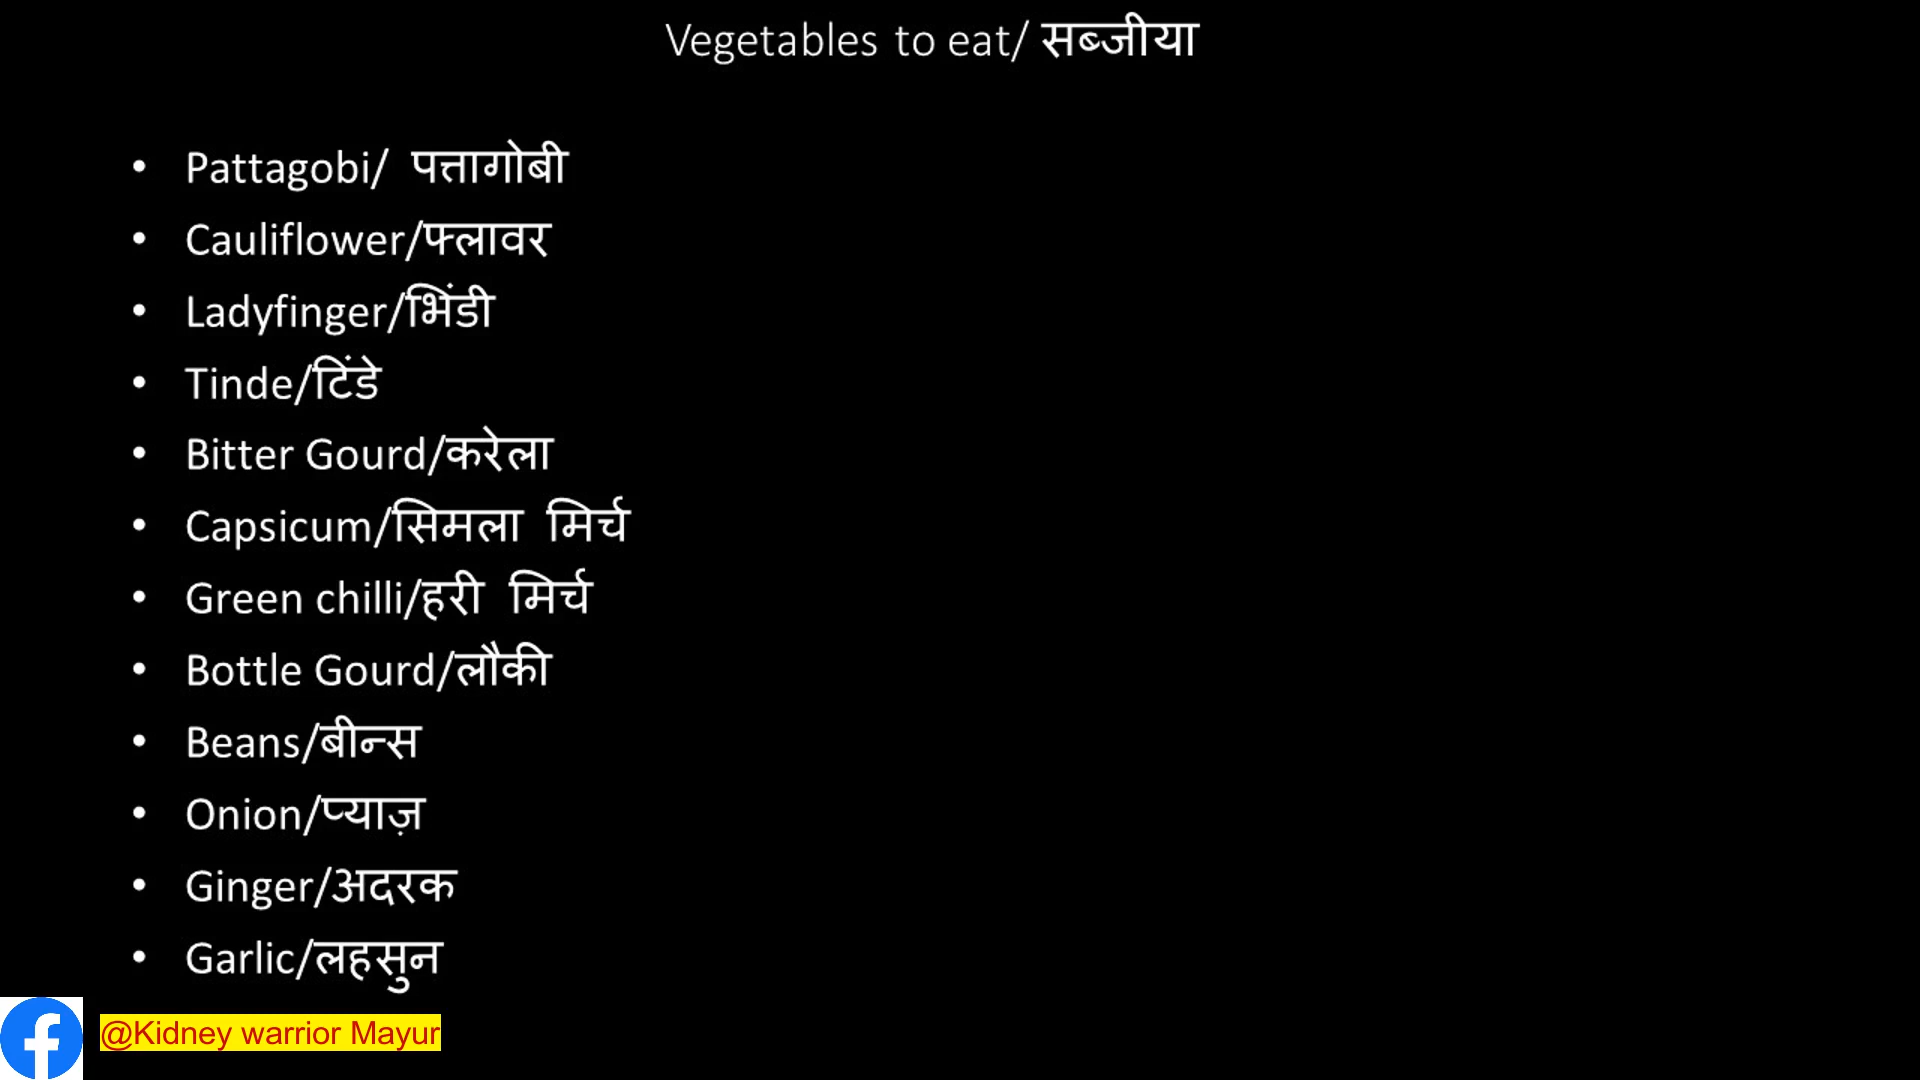 Vegetables to eat/ सब्जीया
• Pattagobi/ पत्तागोबी
• Cauliflower/फ्लावर
• Ladyfinger/भिंडी
• Tinde/टिंडे
• Bitter Gourd/करेला
• Capsicum/सिमला मिर्च
• Green chilli/हरी मिर्च
• Bottle Gourd/लौकी
• Beans/बीन्स
• Onion/प्याज़
• Ginger/अदरक
• Garlic/लहसुन
@Kidney warrior Mayur